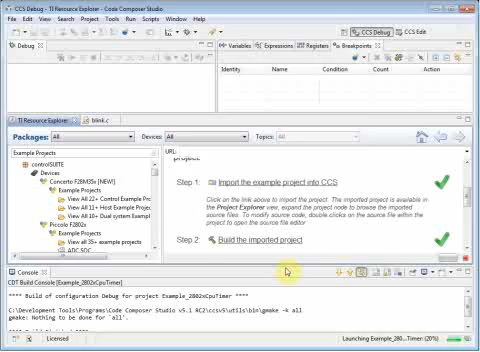 CCS Debug - TI Resource Explorer - Code Composer Studio
File Edit View Search Project Tools Run Scripts Window Help
CCS Debug CCS Edit
Debug
Variables Expressions Registers Breakpoints
Identity Name Condition Count Action
TI Resource Explorer blink.c
Packages: All Devices: All Topics: All
Example Projects
URL:
controlSUITE
Devices
Concerto F28M35x [NEW!]
Example Projects
View All 22+ Control Example Pro
View All 11+ Host Example Projec
View All 10+ Dual system Exampl
Piccolo F2802x
Example Projects
View all 35+ example projects
ADC SOC
project
Step 1: Import the example project into CCS
Click on the link above to import the project. The imported project is available in
the Project Explorer view, expand the project node to browse the imported
source files. To modify source code, double clicks on the source file within the
project to open the source file editor
Step 2: Build the imported project
Console
CDT Build Console [Example_2802xCpuTimer]
**** Build of configuration Debug for project Example_2802xCpuTimer ****
C:\Development Tools\Programs\Code Composer Studio v5.1 RC2\ccsv5\utils\bin\gmake -k all
gmake: Nothing to be done for `all'.
Licensed
Launching Example_280...Timer: (20%)